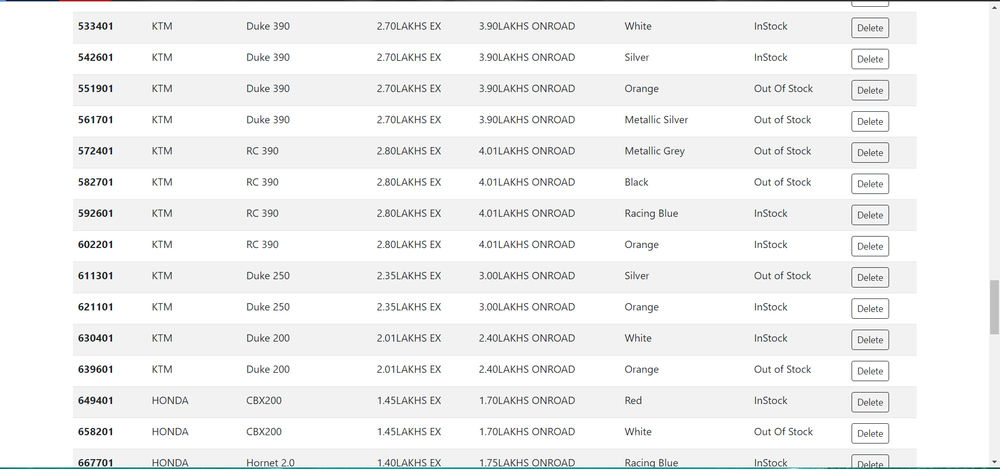 533401 KTM Duke 390 2.70LAKHS EX 3.90LAKHS ONROAD White InStock Delete
542601 KTM Duke 390 2.70LAKHS EX 3.90LAKHS ONROAD Silver InStock Delete
551901 KTM Duke 390 2.70LAKHS EX 3.90LAKHS ONROAD Orange Out Of Stock Delete
561701 KTM Duke 390 2.70LAKHS EX 3.90LAKHS ONROAD Metallic Silver Out of Stock Delete
572401 KTM RC 390 2.80LAKHS EX 4.01LAKHS ONROAD Metallic Grey Out of Stock Delete
582701 KTM RC 390 2.80LAKHS EX 4.01LAKHS ONROAD Black Out of Stock Delete
592601 KTM RC 390 2.80LAKHS EX 4.01LAKHS ONROAD Racing Blue InStock Delete
602201 KTM RC 390 2.80LAKHS EX 4.01LAKHS ONROAD Orange InStock Delete
611301 KTM Duke 250 2.35LAKHS EX 3.00LAKHS ONROAD Silver Out of Stock Delete
621101 KTM Duke 250 2.35LAKHS EX 3.00LAKHS ONROAD Orange InStock Delete
630401 KTM Duke 200 2.01LAKHS EX 2.40LAKHS ONROAD White InStock Delete
639601 KTM Duke 200 2.01LAKHS EX 2.40LAKHS ONROAD Orange Out of Stock Delete
649401 HONDA CBX200 1.45LAKHS EX 1.70LAKHS ONROAD Red InStock Delete
658201 HONDA CBX200 1.45LAKHS EX 1.70LAKHS ONROAD White Out Of Stock Delete
667701 HONDA Hornet 2.0 1.40LAKHS EX 1.75LAKHS ONROAD Racing Blue InStock Delete